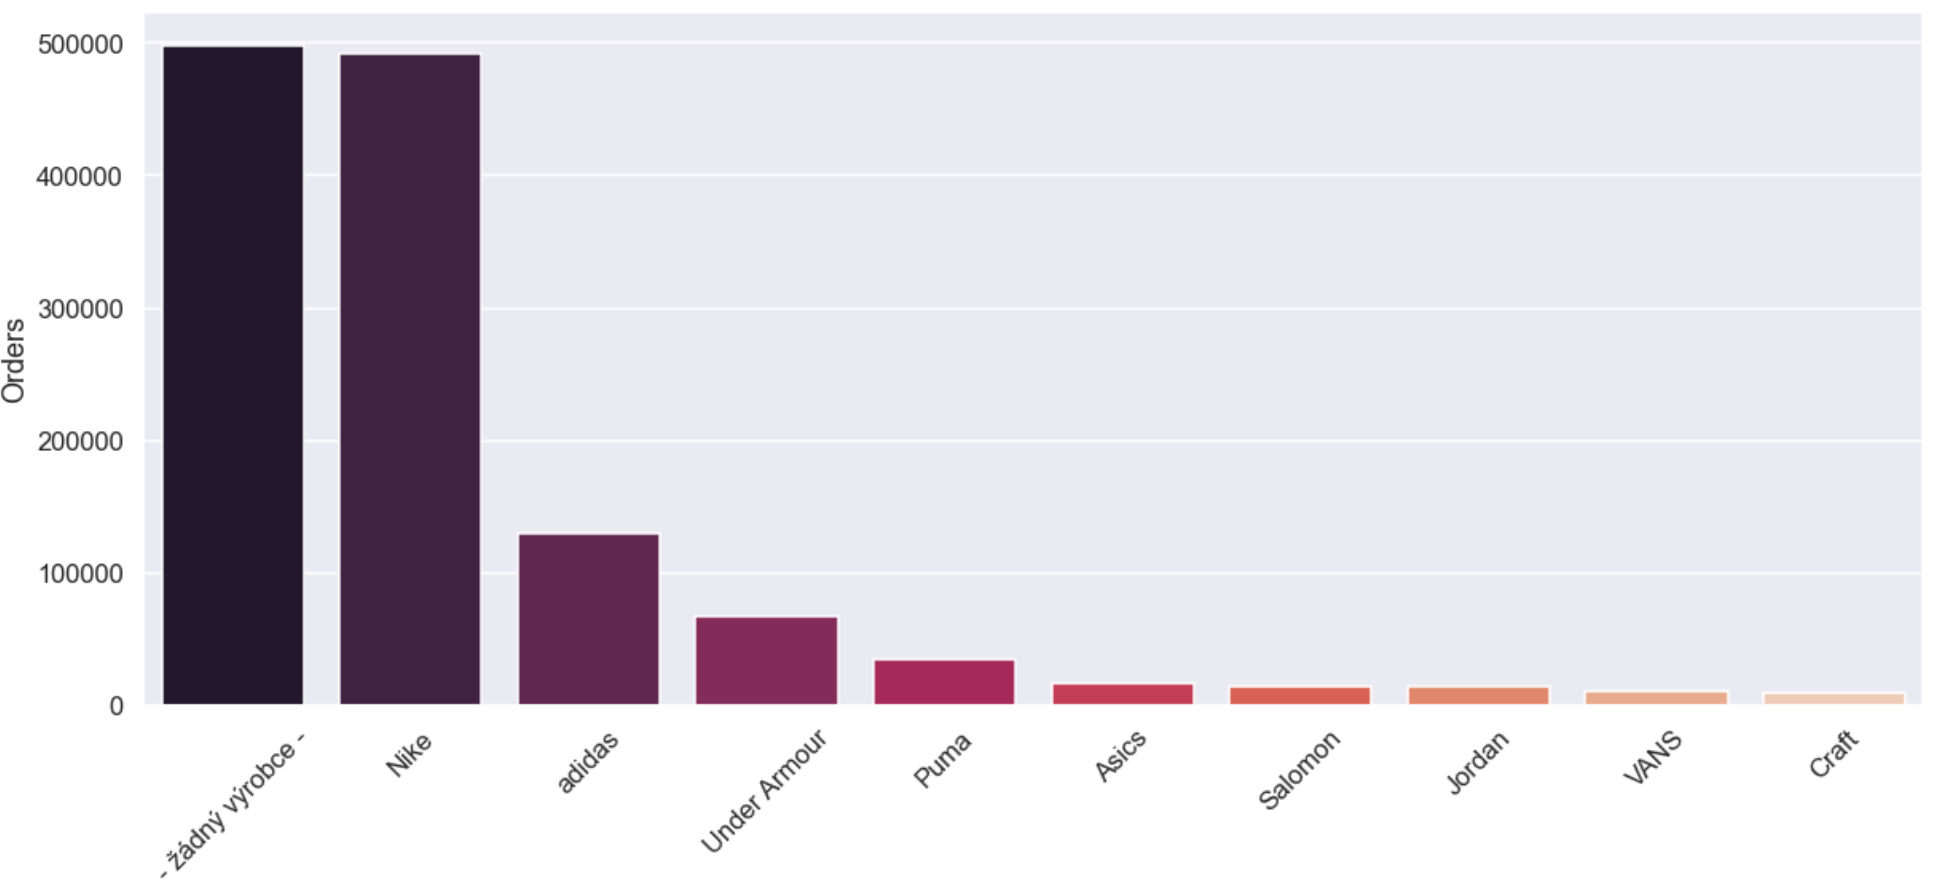 500000
400000
300000
200000
100000
0
Orders
- žádný výrobce -
Nike
adidas
Under Armour
Puma
Asics
Salomon
Jordan
VANS
Craft